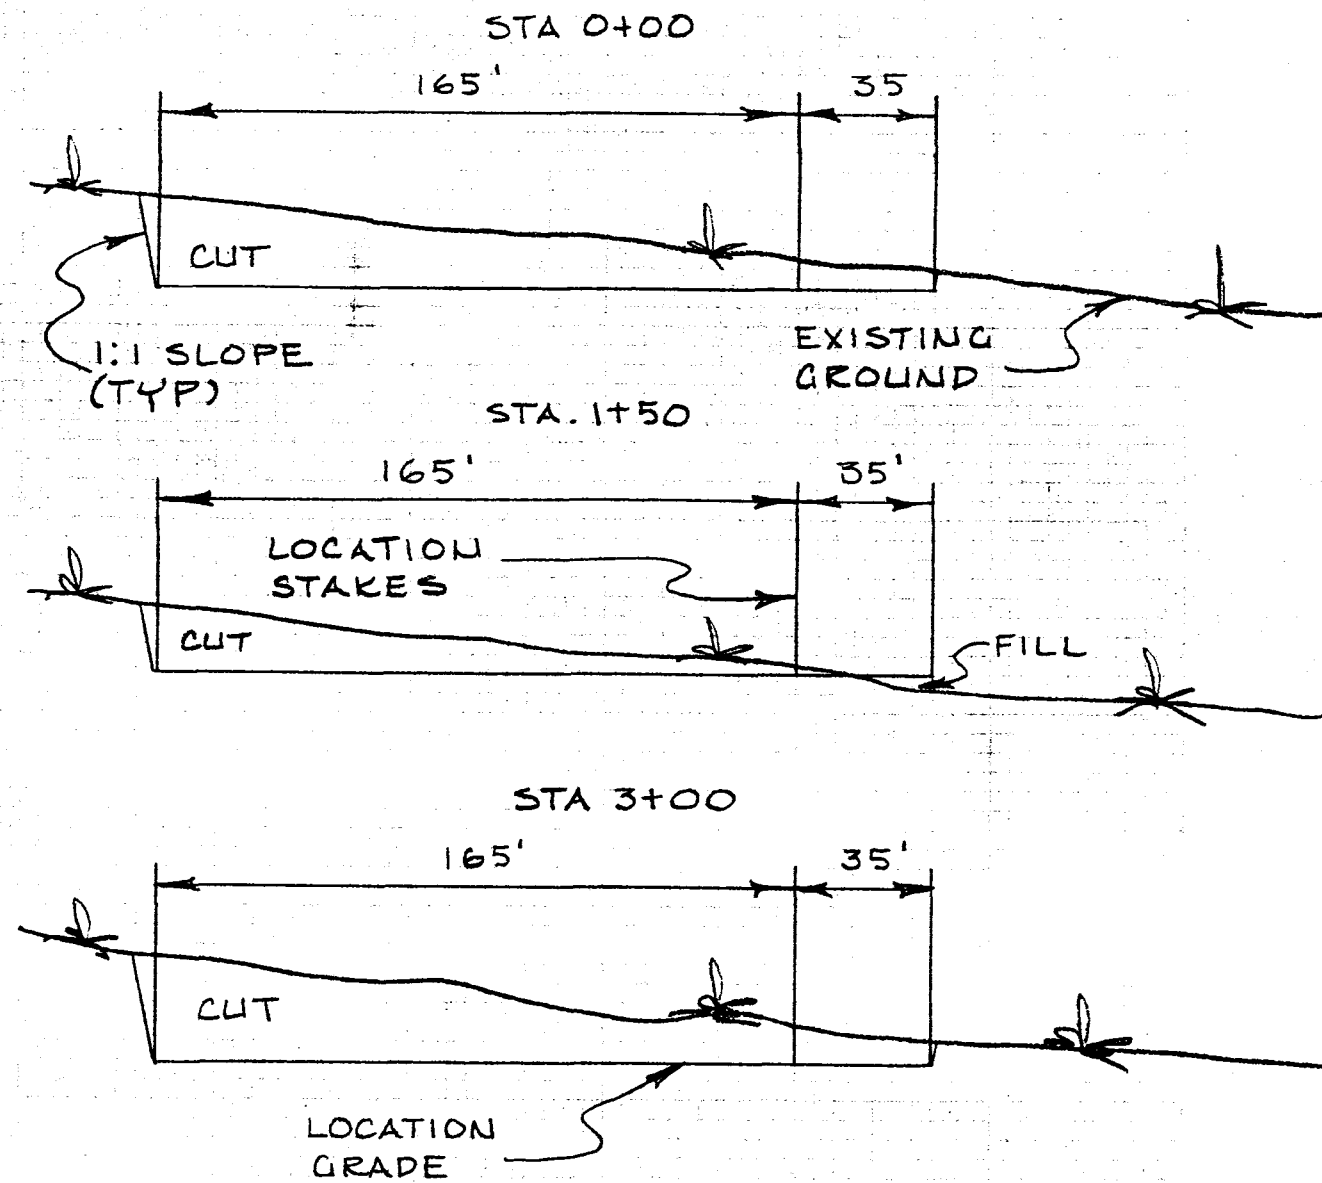 STA 0+00
165' 35
CUT
1:1 SLOPE
(TYP)
EXISTING
GROUND
STA. 1+50
165' 35'
LOCATION
STAKES
CUT
FILL
STA 3+00
165' 35'
CUT
LOCATION
GRADE